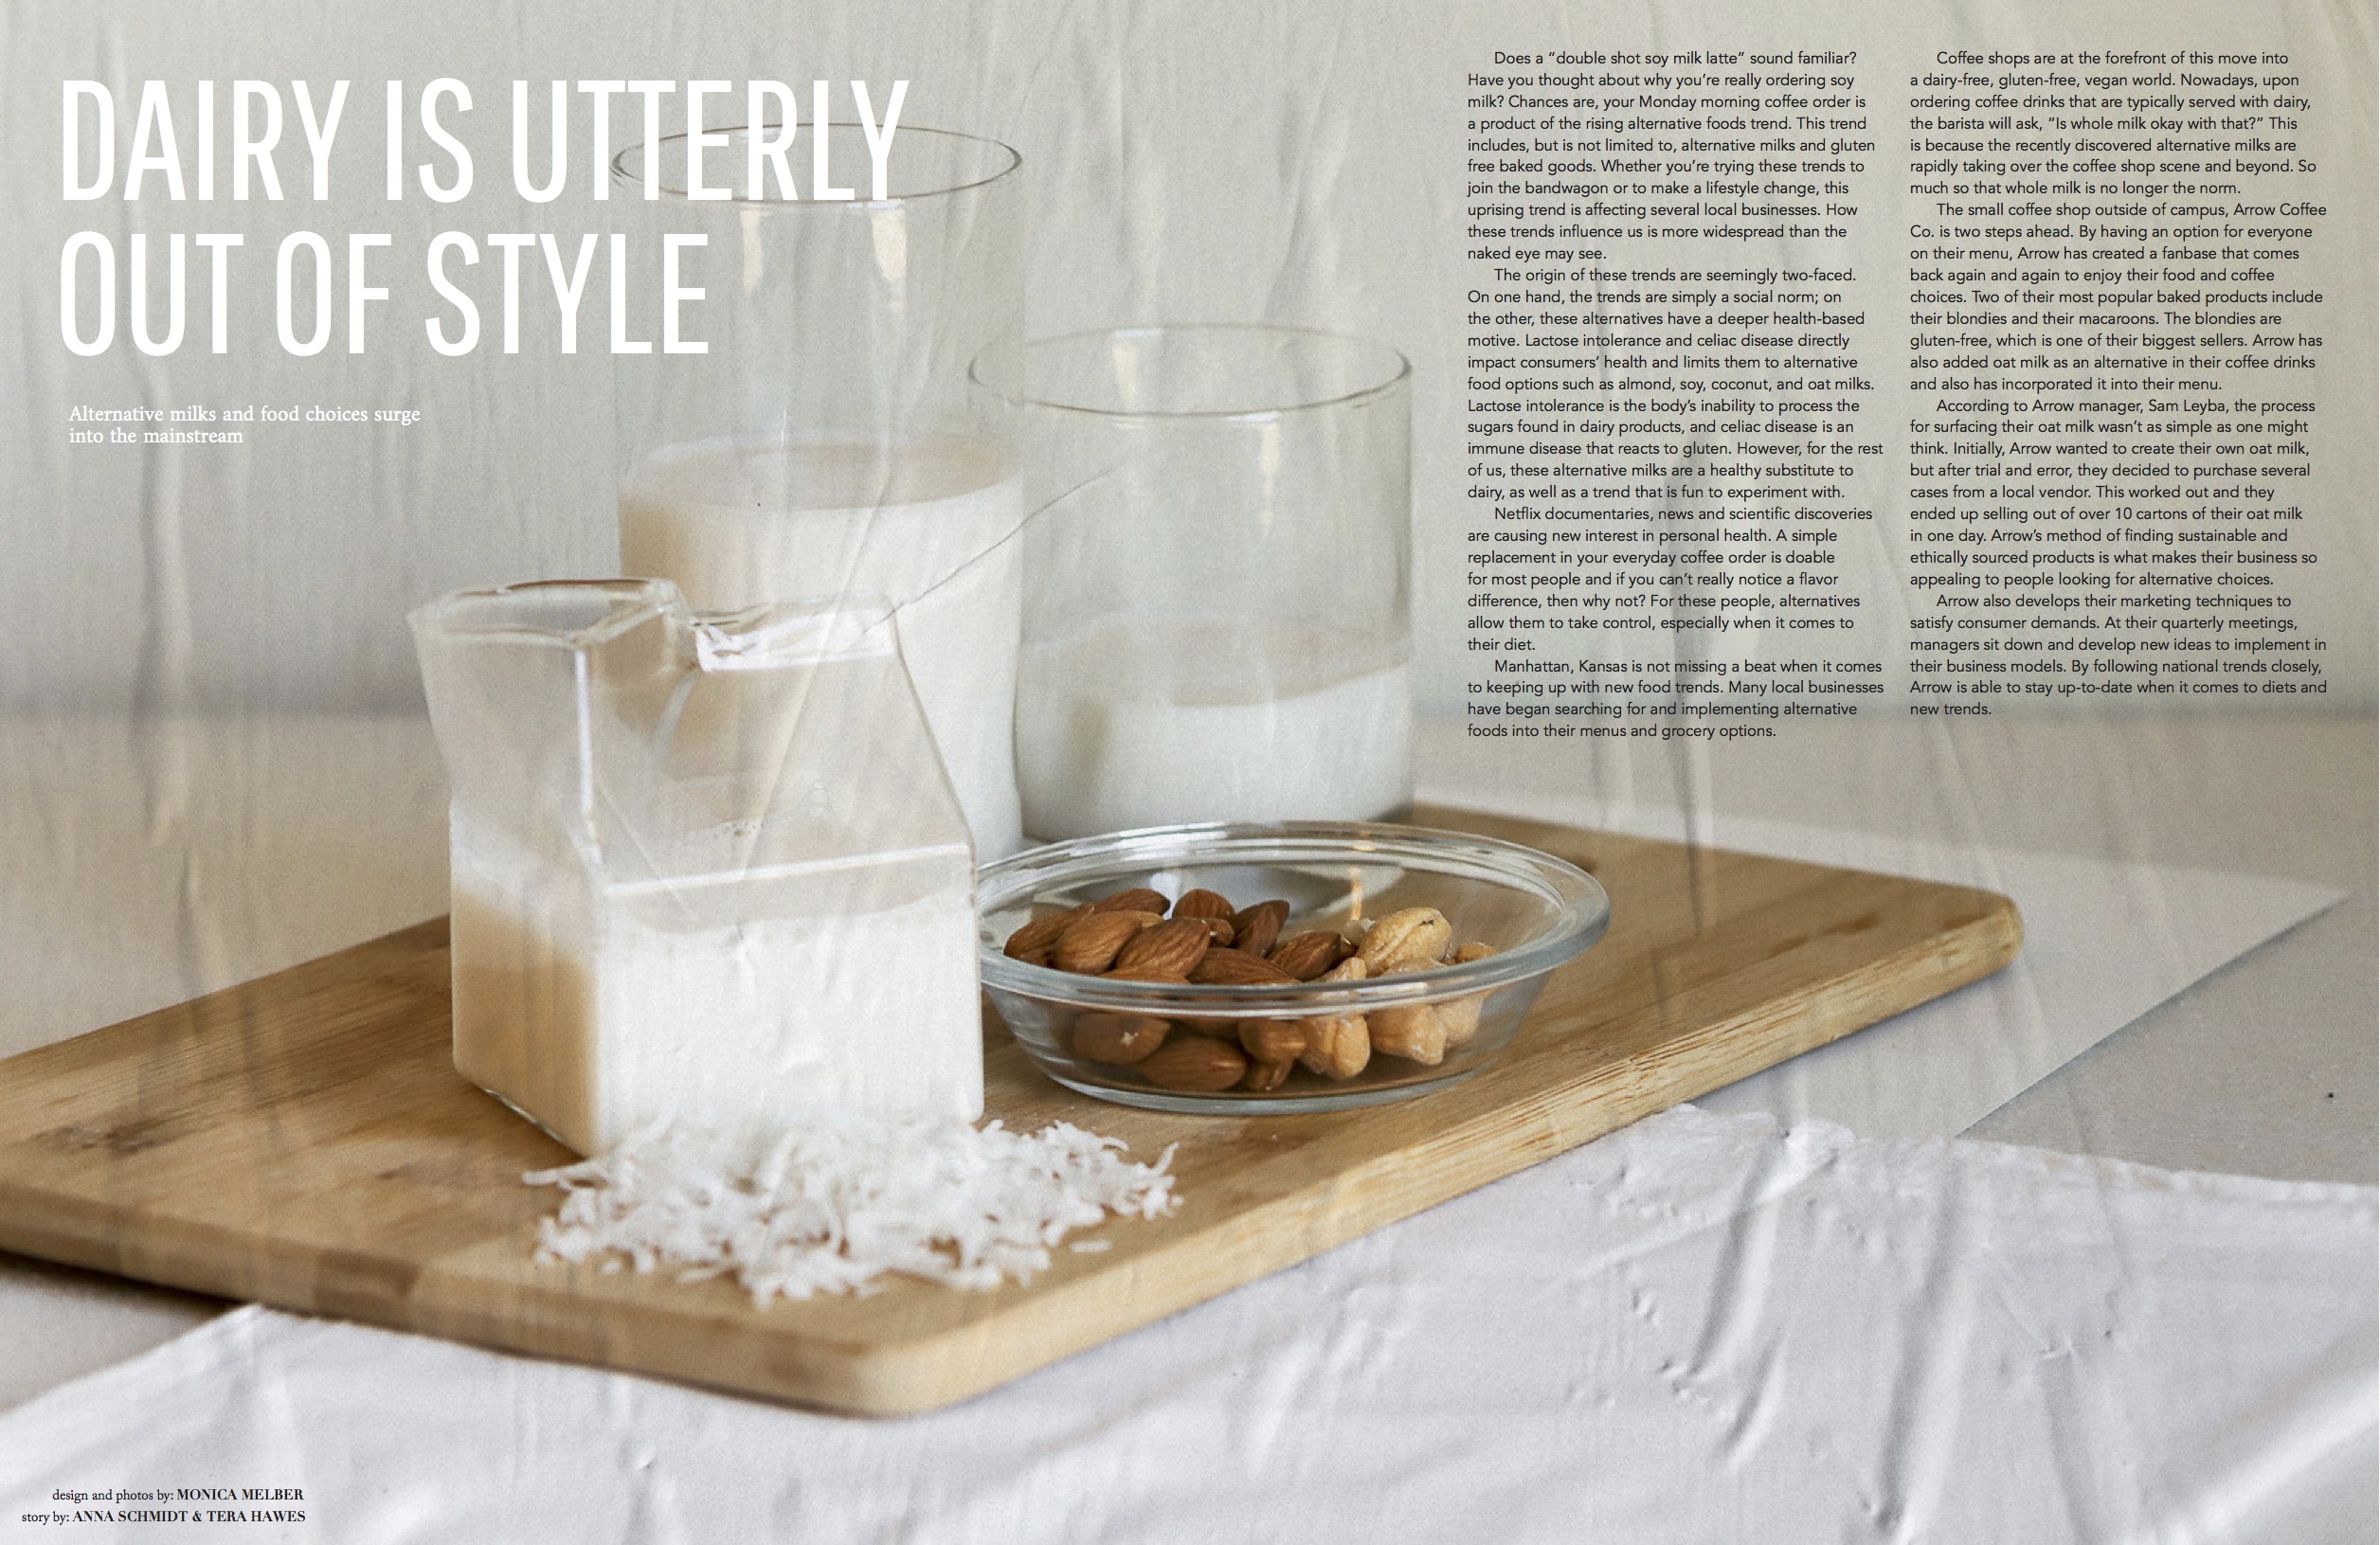 DAIRY IS UTTERLY
OUT OF STYLE
Alternative milks and food choices surge
into the mainstream
Does a “double shot soy milk latte” sound familiar?
Have you thought about why you’re really ordering soy
milk? Chances are, your Monday morning coffee order is
a product of the rising alternative foods trend. This trend
includes, but is not limited to, alternative milks and gluten
free baked goods. Whether you’re trying these trends to
join the bandwagon or to make a lifestyle change, this
uprising trend is affecting several local businesses. How
these trends influence us is more widespread than the
naked eye may see.
The origin of these trends are seemingly two-faced.
On one hand, the trends are simply a social norm; on
the other, these alternatives have a deeper health-based
motive. Lactose intolerance and celiac disease directly
impact consumers’ health and limits them to alternative
food options such as almond, soy, coconut, and oat milks.
Lactose intolerance is the body’s inability to process the
sugars found in dairy products, and celiac disease is an
immune disease that reacts to gluten. However, for the rest
of us, these alternative milks are a healthy substitute to
dairy, as well as a trend that is fun to experiment with.
Netflix documentaries, news and scientific discoveries
are causing new interest in personal health. A simple
replacement in your everyday coffee order is doable
for most people and if you can’t really notice a flavor
difference, then why not? For these people, alternatives
allow them to take control, especially when it comes to
their diet.
Manhattan, Kansas is not missing a beat when it comes
to keeping up with new food trends. Many local businesses
have began searching for and implementing alternative
foods into their menus and grocery options.
Coffee shops are at the forefront of this move into
a dairy-free, gluten-free, vegan world. Nowadays, upon
ordering coffee drinks that are typically served with dairy,
the barista will ask, “Is whole milk okay with that?” This
is because the recently discovered alternative milks are
rapidly taking over the coffee shop scene and beyond. So
much so that whole milk is no longer the norm.
The small coffee shop outside of campus, Arrow Coffee
Co. is two steps ahead. By having an option for everyone
on their menu, Arrow has created a fanbase that comes
back again and again to enjoy their food and coffee
choices. Two of their most popular baked products include
their blondies and their macaroons. The blondies are
gluten-free, which is one of their biggest sellers. Arrow has
also added oat milk as an alternative in their coffee drinks
and also has incorporated it into their menu.
According to Arrow manager, Sam Leyba, the process
for surfacing their oat milk wasn’t as simple as one might
think. Initially, Arrow wanted to create their own oat milk,
but after trial and error, they decided to purchase several
cases from a local vendor. This worked out and they
ended up selling out of over 10 cartons of their oat milk
in one day. Arrow’s method of finding sustainable and
ethically sourced products is what makes their business so
appealing to people looking for alternative choices.
Arrow also develops their marketing techniques to
satisfy consumer demands. At their quarterly meetings,
managers sit down and develop new ideas to implement in
their business models. By following national trends closely,
Arrow is able to stay up-to-date when it comes to diets and
new trends.
design and photos by: MONICA MELBER
story by: ANNA SCHMIDT & TERA HAWES